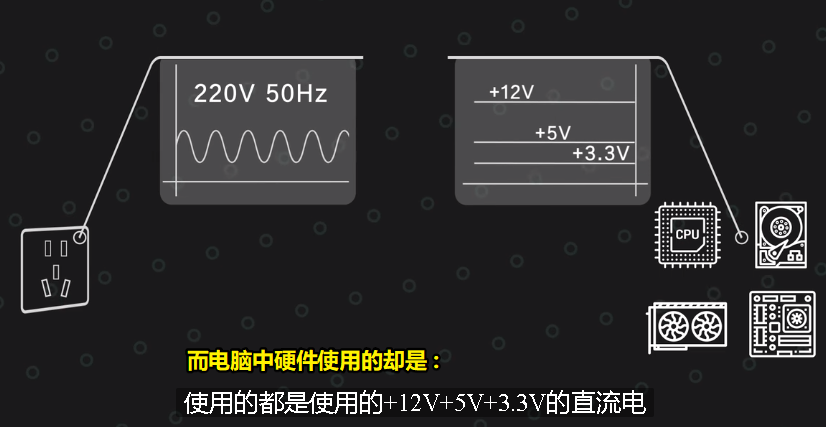 220V 50Hz
+12V
+5V
+3.3V
CPU
而电脑中硬件使用的却是：
使用的都是使用的+12V+5V+3.3V的直流电